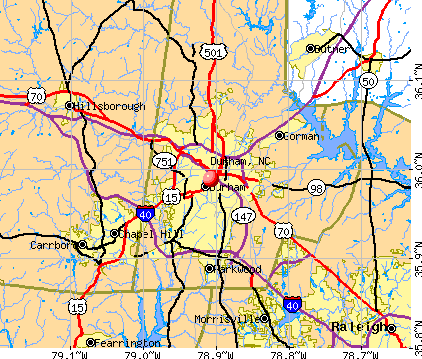 501
Butner
50
36.1°N
70
Hillsborough
Gorman
751
Durham, NC
36.0°N
Durham
98
15
40
147
Chapel Hill
70
Carrboro
35.9°N
Parkwood
15
40
Morrisville
Raleigh
35.8°N
Fearrington
79.1°W
79.0°W
78.9°W
78.8°W
78.7°W